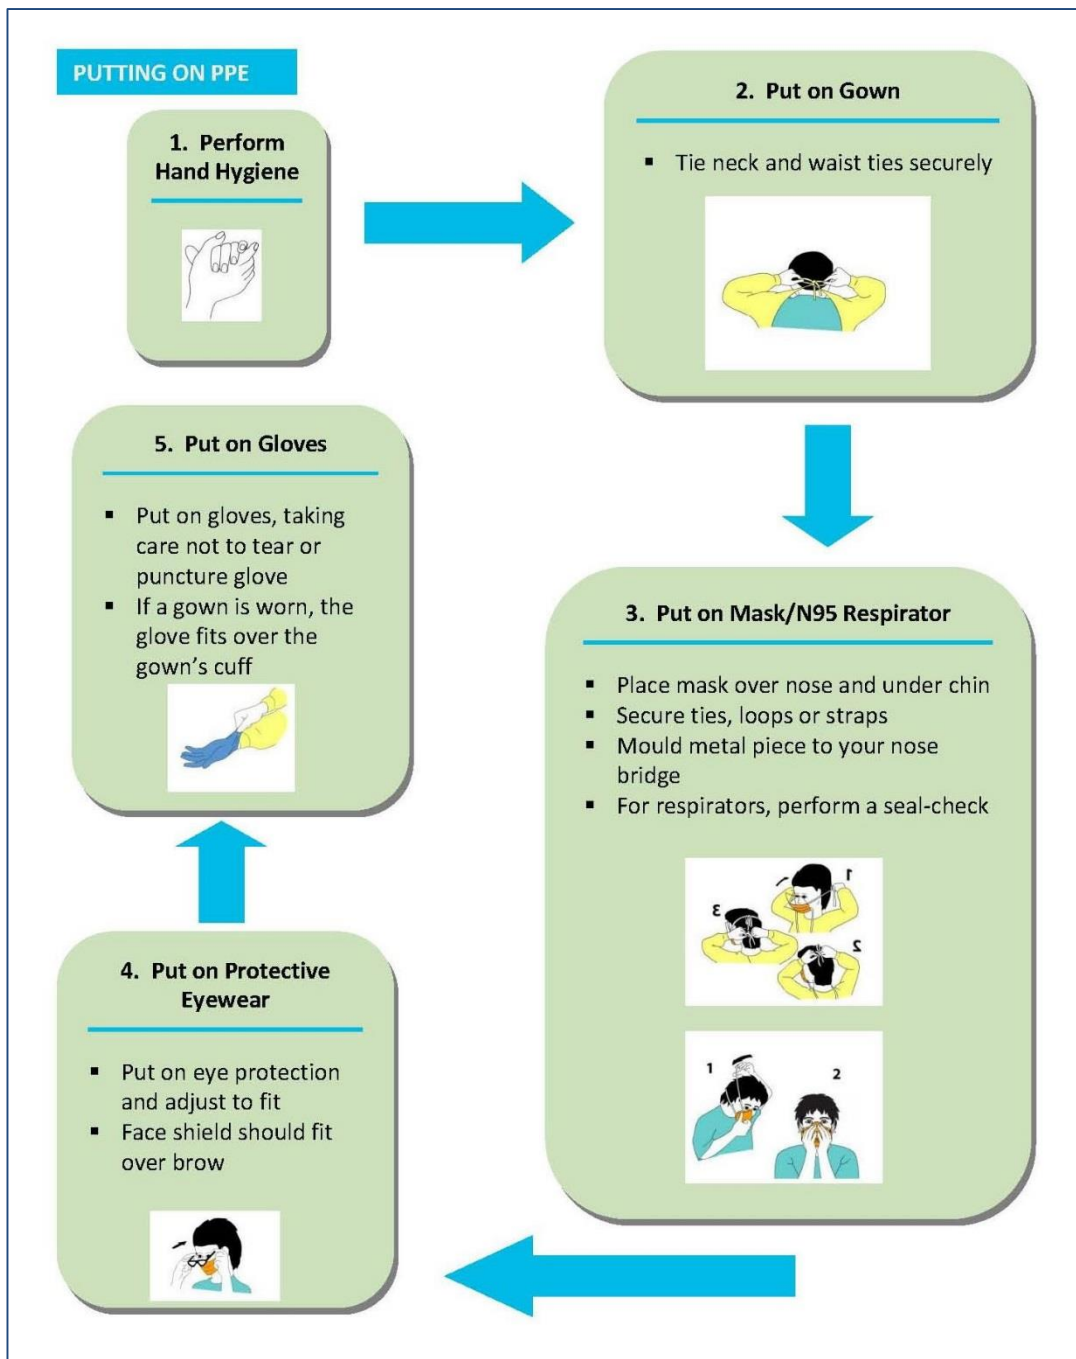 PUTTING ON PPE
1. Perform
Hand Hygiene
2. Put on Gown
▪ Tie neck and waist ties securely
3. Put on Mask/N95 Respirator
▪ Place mask over nose and under chin
▪ Secure ties, loops or straps
▪ Mould metal piece to your nose
bridge
▪ For respirators, perform a seal-check
1
2
3
1
2
4. Put on Protective
Eyewear
▪ Put on eye protection
and adjust to fit
▪ Face shield should fit
over brow
5. Put on Gloves
▪ Put on gloves, taking
care not to tear or
puncture glove
▪ If a gown is worn, the
glove fits over the
gown’s cuff